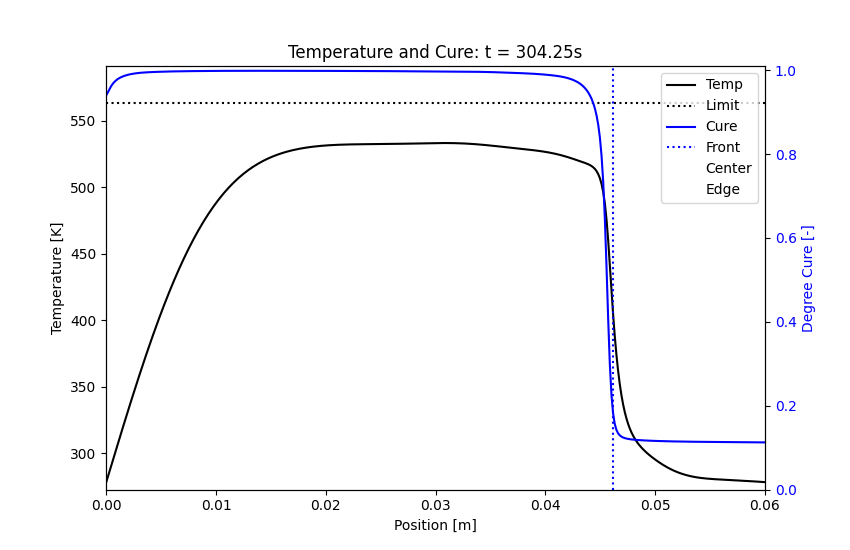 Temperature and Cure: t = 304.25s
Temperature [K]
550
500
450
400
350
300
Temp
Limit
Cure
Front
Center
Edge
1.0
0.8
0.6
0.4
0.2
0.0
Degree Cure [-]
0.00
0.01
0.02
0.03
0.04
0.05
0.06
Position [m]